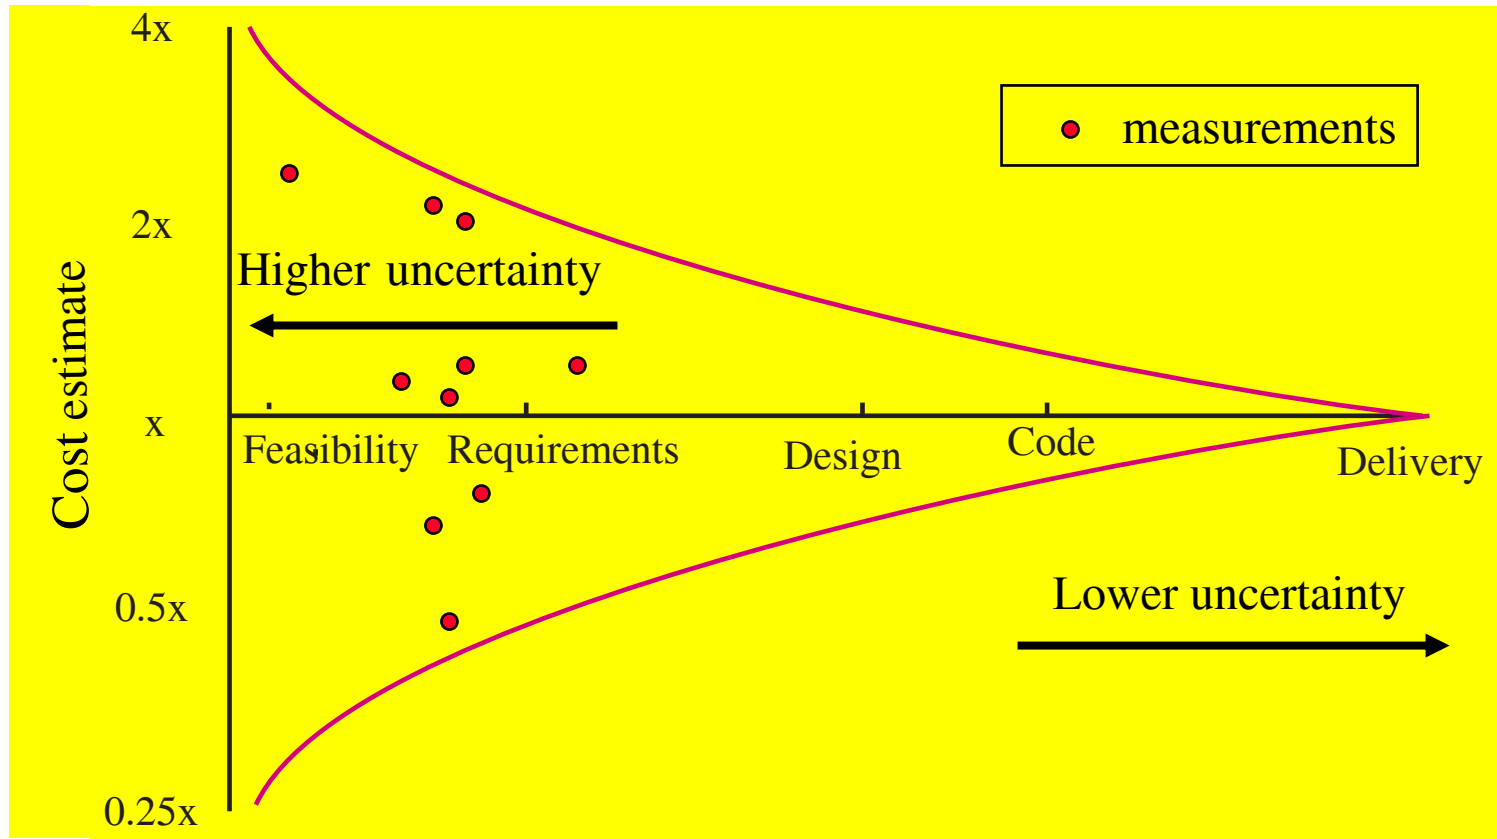 4x
measurements
2x
Higher uncertainty
Cost estimate
x
Feasibility
Requirements
Design
Code
Delivery
0.5x
Lower uncertainty
0.25x